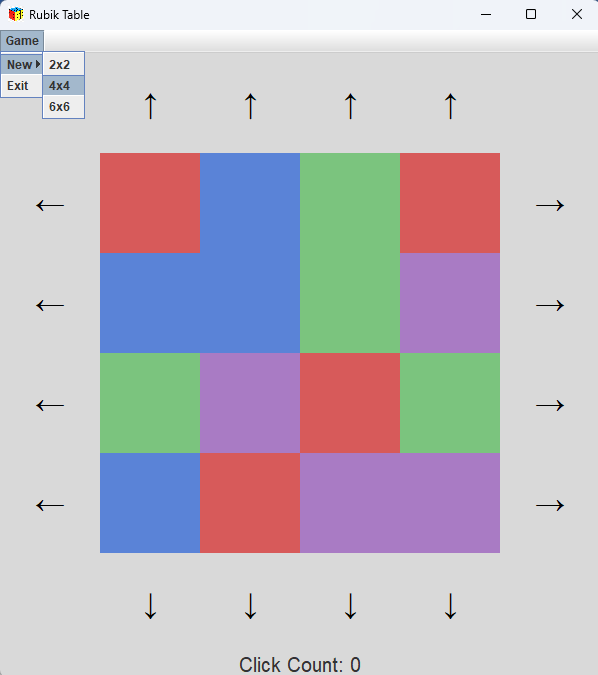 Rubik Table
Game
New
2x2
Exit
4x4
6x6
Click Count: 0